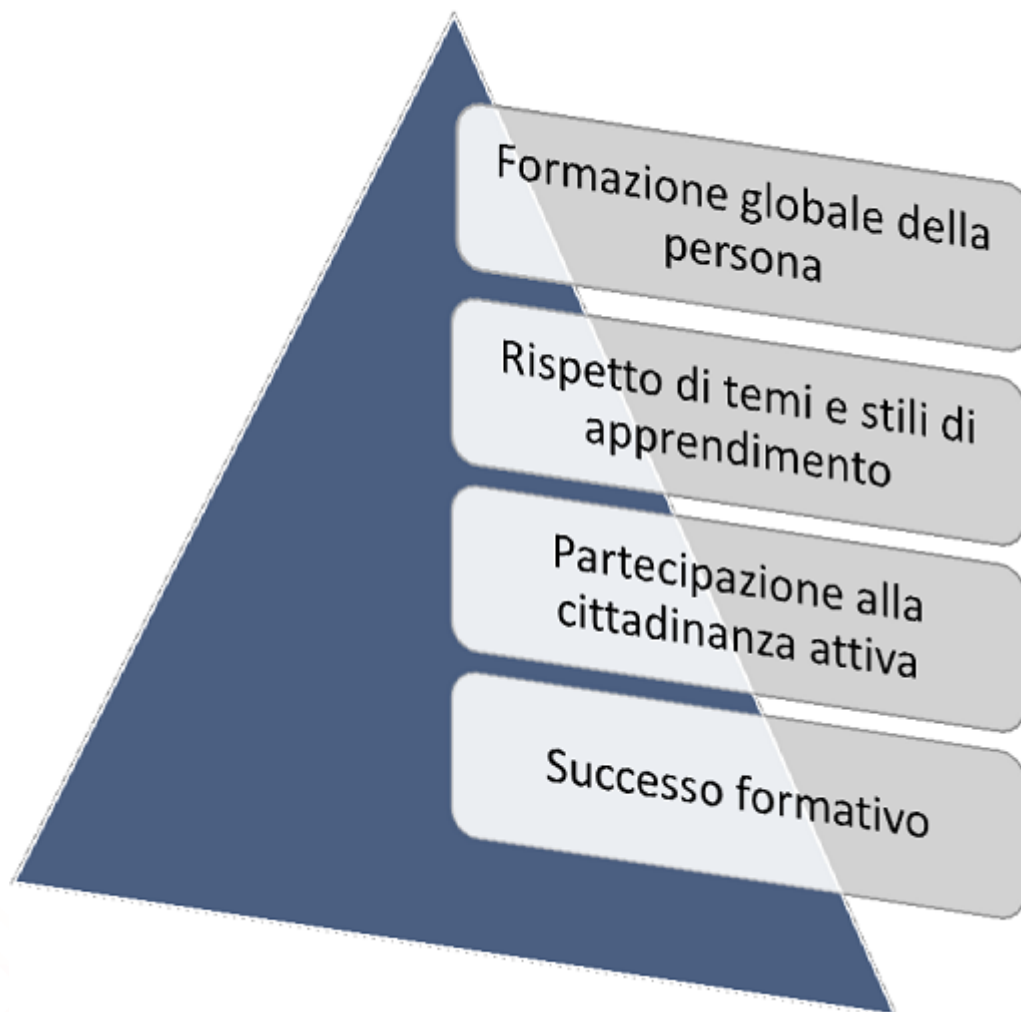 Formazione globale della
persona
Rispetto di temi e stili di
apprendimento
Partecipazione alla
cittadinanza attiva
Successo formativo